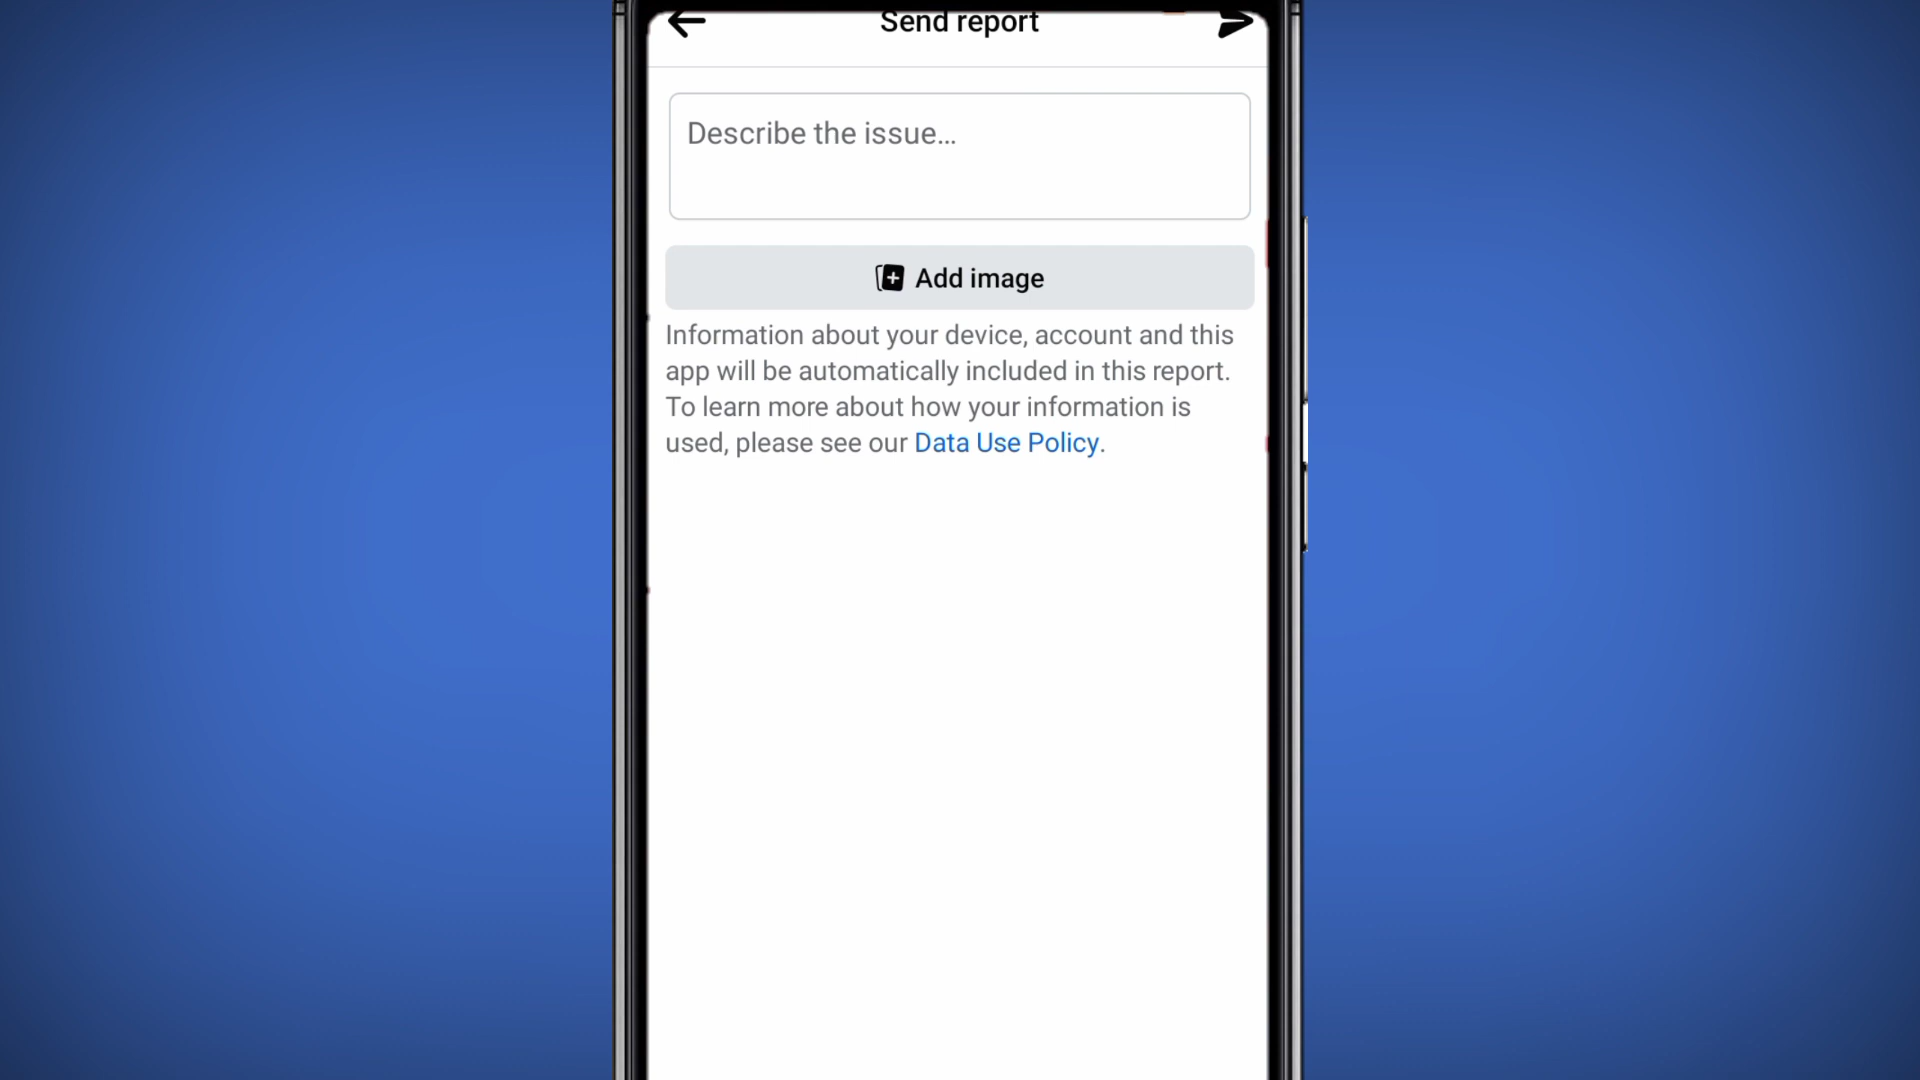 Send report
Describe the issue...
Add image
Information about your device, account and this
app will be automatically included in this report.
To learn more about how your information is
used, please see our Data Use Policy.